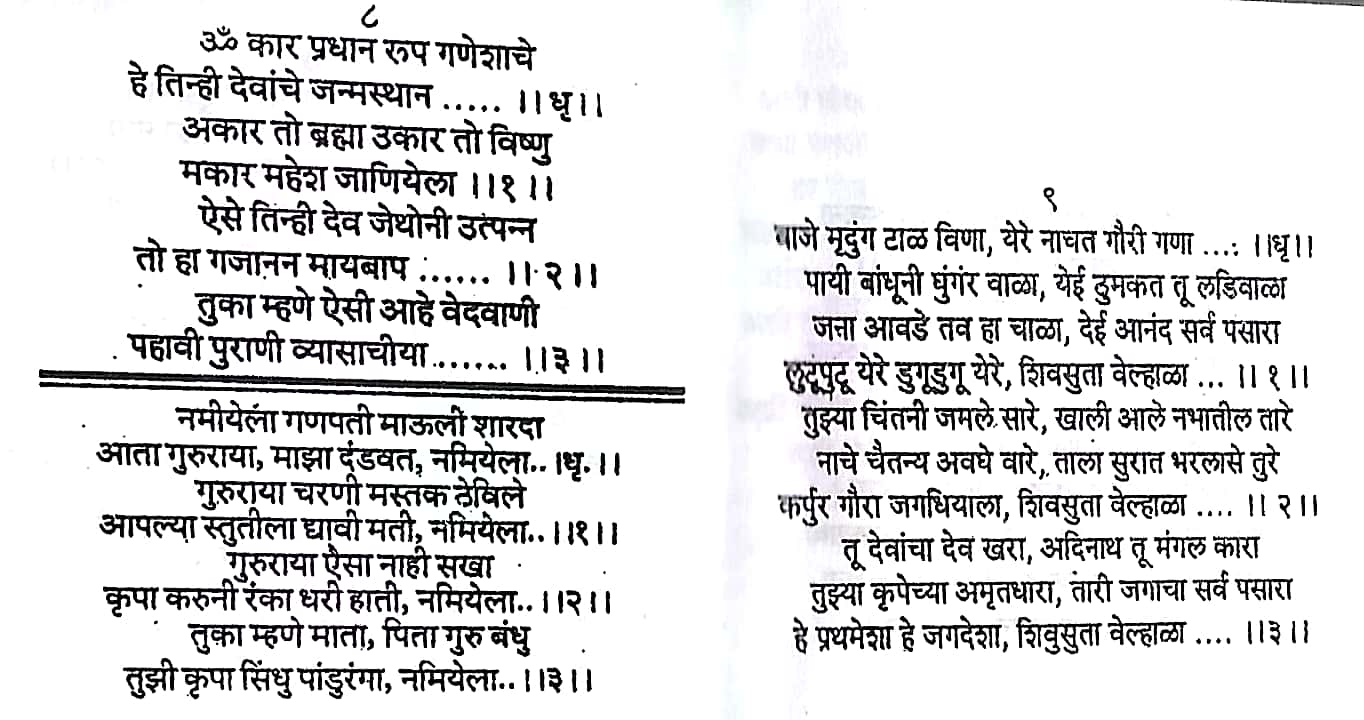 ८
ॐ कार प्रधान रुप गणेशाचे
हे तिन्ही देवांचे जन्मस्थान ..... ।। धृ।।
अकार तो ब्रह्मा उकार तो विष्णु
मकार महेश जाणियेला ।।१ ।।
ऐसे तिन्ही देव जेथोनी उत्पन्न
तो हा गजानन मायबाप ...... ।। २ ।।
तुका म्हणे ऐसी आहे वेदवाणी
पहावी पुराणी व्यासाचीया....... ।।३।।
नमीयेला गणपती माऊली शारदा
आता गुरुराया, माझा दंडवत, नमियेला.. ।धृ.।।
गुरुराया चरणी मस्तक ठेविले
आपल्या स्तुतीला द्यावी मती, नमियेला..।।१।।
गुरुराया ऐसा नाही सखा
कृपा करुनी रंका धरी हाती, नमियेला..।।२।।
तुका म्हणे माता, पिता गुरु बंधु
तुझी कृपा सिंधु पांडुरंगा, नमियेला..।।३।।
९
बाजे मृदुंग टाळ विणा, येरे नाचत गौरी गणा ...: ।।धृ।।
पायी बांधूनी घुंगंर वाळा, येई ठुमकत तू लडिवाळा
जना आवडे तव हा चाळा, देई आनंद सर्व पसारा
लुटूपुटू येरे डुगूडुगू येरे, शिवसुता वेल्हाळा ... ।। १।।
तुझ्या चिंतनी जमले सारे, खाली आले नभातील तारे
नाचे चैतन्य अवघे वारे, ताला सुरात भरलासे तुरे
कर्पुर गौरा जगधियाला, शिवसुता वेल्हाळा .... ।। २।।
तू देवांचा देव खरा, अदिनाथ तू मंगल कारा
तुझ्या कृपेच्या अमृतधारा, तारी जगाचा सर्व पसारा
हे प्रथमेशा हे जगदेशा, शिवुसुता वेल्हाळा .... ।।३।।